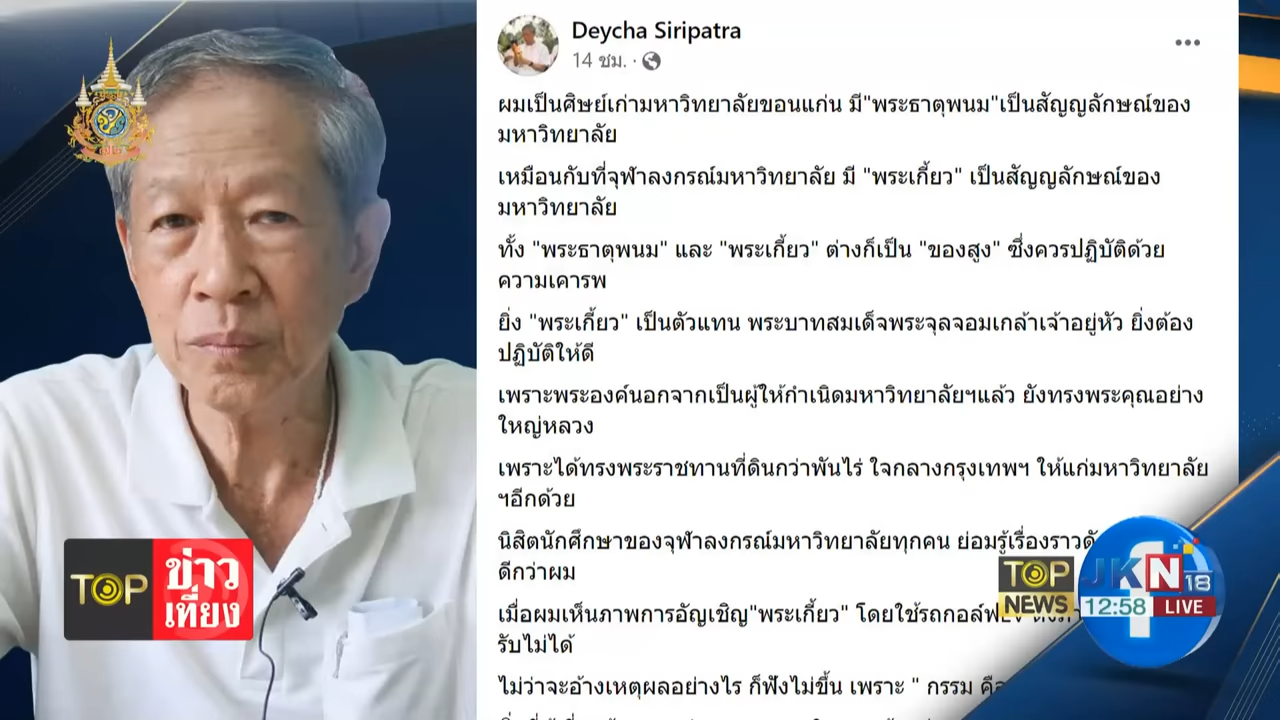 Deycha Siripatra
14 ชม.
ผมเป็นศิษย์เก่ามหาวิทยาลัยขอนแก่น มี"พระธาตุพนม"เป็นสัญญลักษณ์ของ
มหาวิทยาลัย
เหมือนกับที่จุฬาลงกรณ์มหาวิทยาลัย มี "พระเกี้ยว" เป็นสัญญลักษณ์ของ
มหาวิทยาลัย
ทั้ง "พระธาตุพนม" และ "พระเกี้ยว" ต่างก็เป็น "ของสูง" ซึ่งควรปฏิบัติด้วย
ความเคารพ
ยิ่ง "พระเกี้ยว" เป็นตัวแทน พระบาทสมเด็จพระจุลจอมเกล้าเจ้าอยู่หัว ยิ่งต้อง
ปฏิบัติให้ดี
เพราะพระองค์นอกจากเป็นผู้ให้กำเนิดมหาวิทยาลัยฯแล้ว ยังทรงพระคุณอย่าง
ใหญ่หลวง
เพราะได้ทรงพระราชทานที่ดินกว่าพันไร่ ใจกลางกรุงเทพฯ ให้แก่มหาวิทยาลัย
ฯอีกด้วย
นิสิตนักศึกษาของจุฬาลงกรณ์มหาวิทยาลัยทุกคน ย่อมรู้เรื่องราว
ดีกว่าผม
เมื่อผมเห็นภาพการอัญเชิญ"พระเกี้ยว" โดยใช้รถกอล์ฟ
รับไม่ได้
ไม่ว่าจะอ้างเหตุผลอย่างไร ก็ฟังไม่ขึ้น เพราะ " กรรม
TOP ข่าวเที่ยง
TOP NEWS
JKN 18
12:58 LIVE